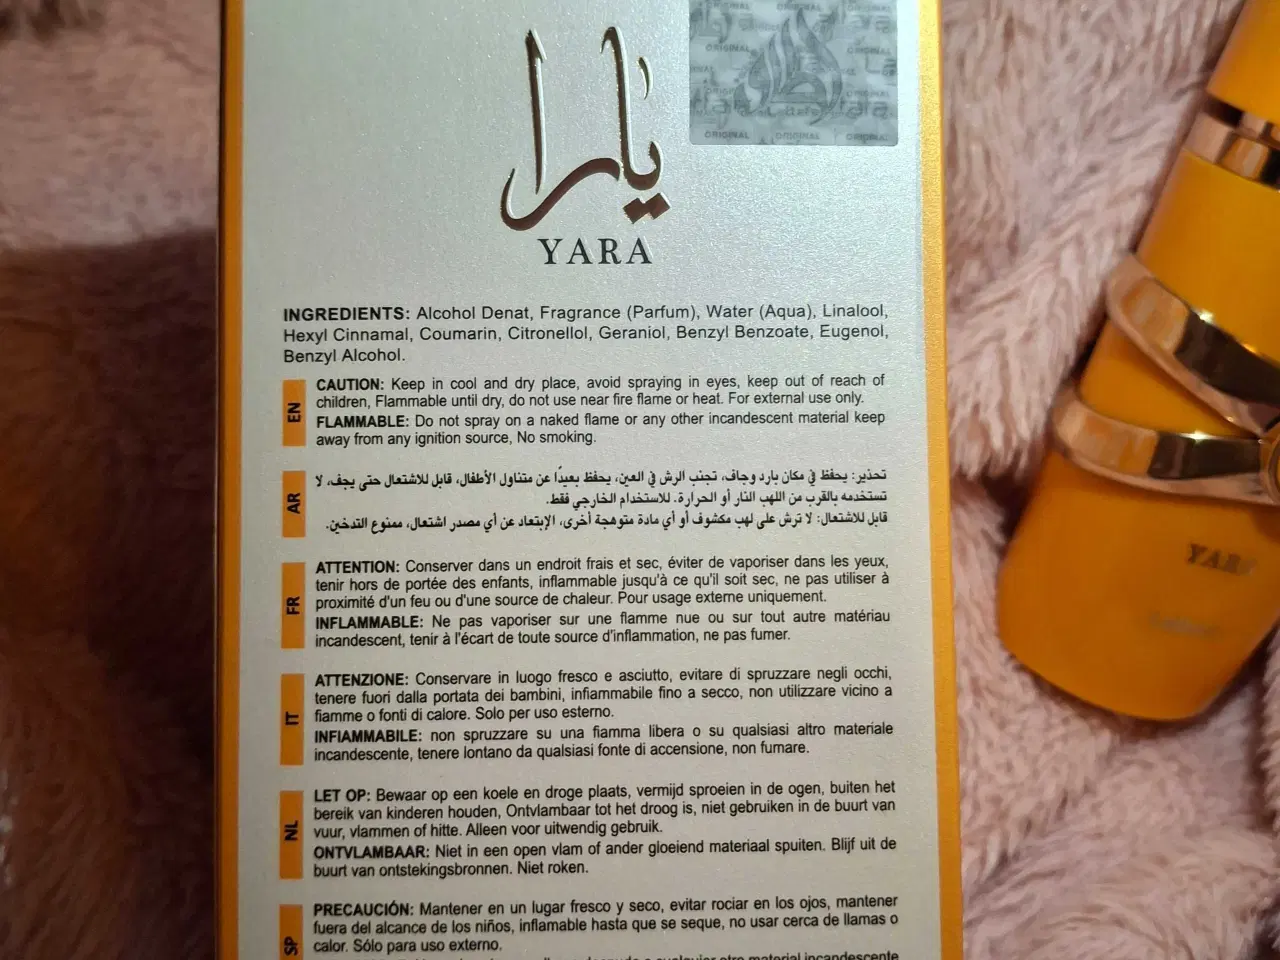 يارا
YARA
ORIGINAL
ORIGINAL
ORIGINAL
ORIGINAL
ORIGINAL
INGREDIENTS: Alcohol Denat, Fragrance (Parfum), Water (Aqua), Linalool,
Hexyl Cinnamal, Coumarin, Citronellol, Geraniol, Benzyl Benzoate, Eugenol,
Benzyl Alcohol.
EN
CAUTION: Keep in cool and dry place, avoid spraying in eyes, keep out of reach of
children, Flammable until dry, do not use near fire flame or heat. For external use only.
FLAMMABLE: Do not spray on a naked flame or any other incandescent material keep
away from any ignition source, No smoking.
AR
تحذير: يحفظ في مكان بارد وجاف، تجنب الرش في العين، يحفظ بعيدًا عن متناول الأطفال، قابل للاشتعال حتى يجف، لا
تستخدمه بالقرب من اللهب النار أو الحرارة. للاستخدام الخارجي فقط.
قابل للاشتعال: لا ترش على لهب مكشوف أو أي مادة متوهجة أخرى، الإبتعاد عن أي مصدر اشتعال، ممنوع التدخين.
FR
ATTENTION: Conserver dans un endroit frais et sec, éviter de vaporiser dans les yeux,
tenir hors de portée des enfants, inflammable jusqu'à ce qu'il soit sec, ne pas utiliser à
proximité d'un feu ou d'une source de chaleur. Pour usage externe uniquement.
INFLAMMABLE: Ne pas vaporiser sur une flamme nue ou sur tout autre matériau
incandescent, tenir à l'écart de toute source d'inflammation, ne pas fumer.
IT
ATTENZIONE: Conservare in luogo fresco e asciutto, evitare di spruzzare negli occhi,
tenere fuori dalla portata dei bambini, infiammabile fino a secco, non utilizzare vicino a
fiamme o fonti di calore. Solo per uso esterno.
INFIAMMABILE: non spruzzare su una fiamma libera o su qualsiasi altro materiale
incandescente, tenere lontano da qualsiasi fonte di accensione, non fumare.
NL
LET OP: Bewaar op een koele en droge plaats, vermijd sproeien in de ogen, buiten het
bereik van kinderen houden, Ontvlambaar tot het droog is, niet gebruiken in de buurt van
vuur, vlammen of hitte. Alleen voor uitwendig gebruik.
ONTVLAMBAAR: Niet in een open vlam of ander gloeiend materiaal spuiten. Blijf uit de
buurt van ontstekingsbronnen. Niet roken.
SP
PRECAUCIÓN: Mantener en un lugar fresco y seco, evitar rociar en los ojos, mantener
fuera del alcance de los niños, inflamable hasta que se seque, no usar cerca de llamas o
calor. Sólo para uso externo.
material incandescente
YARA